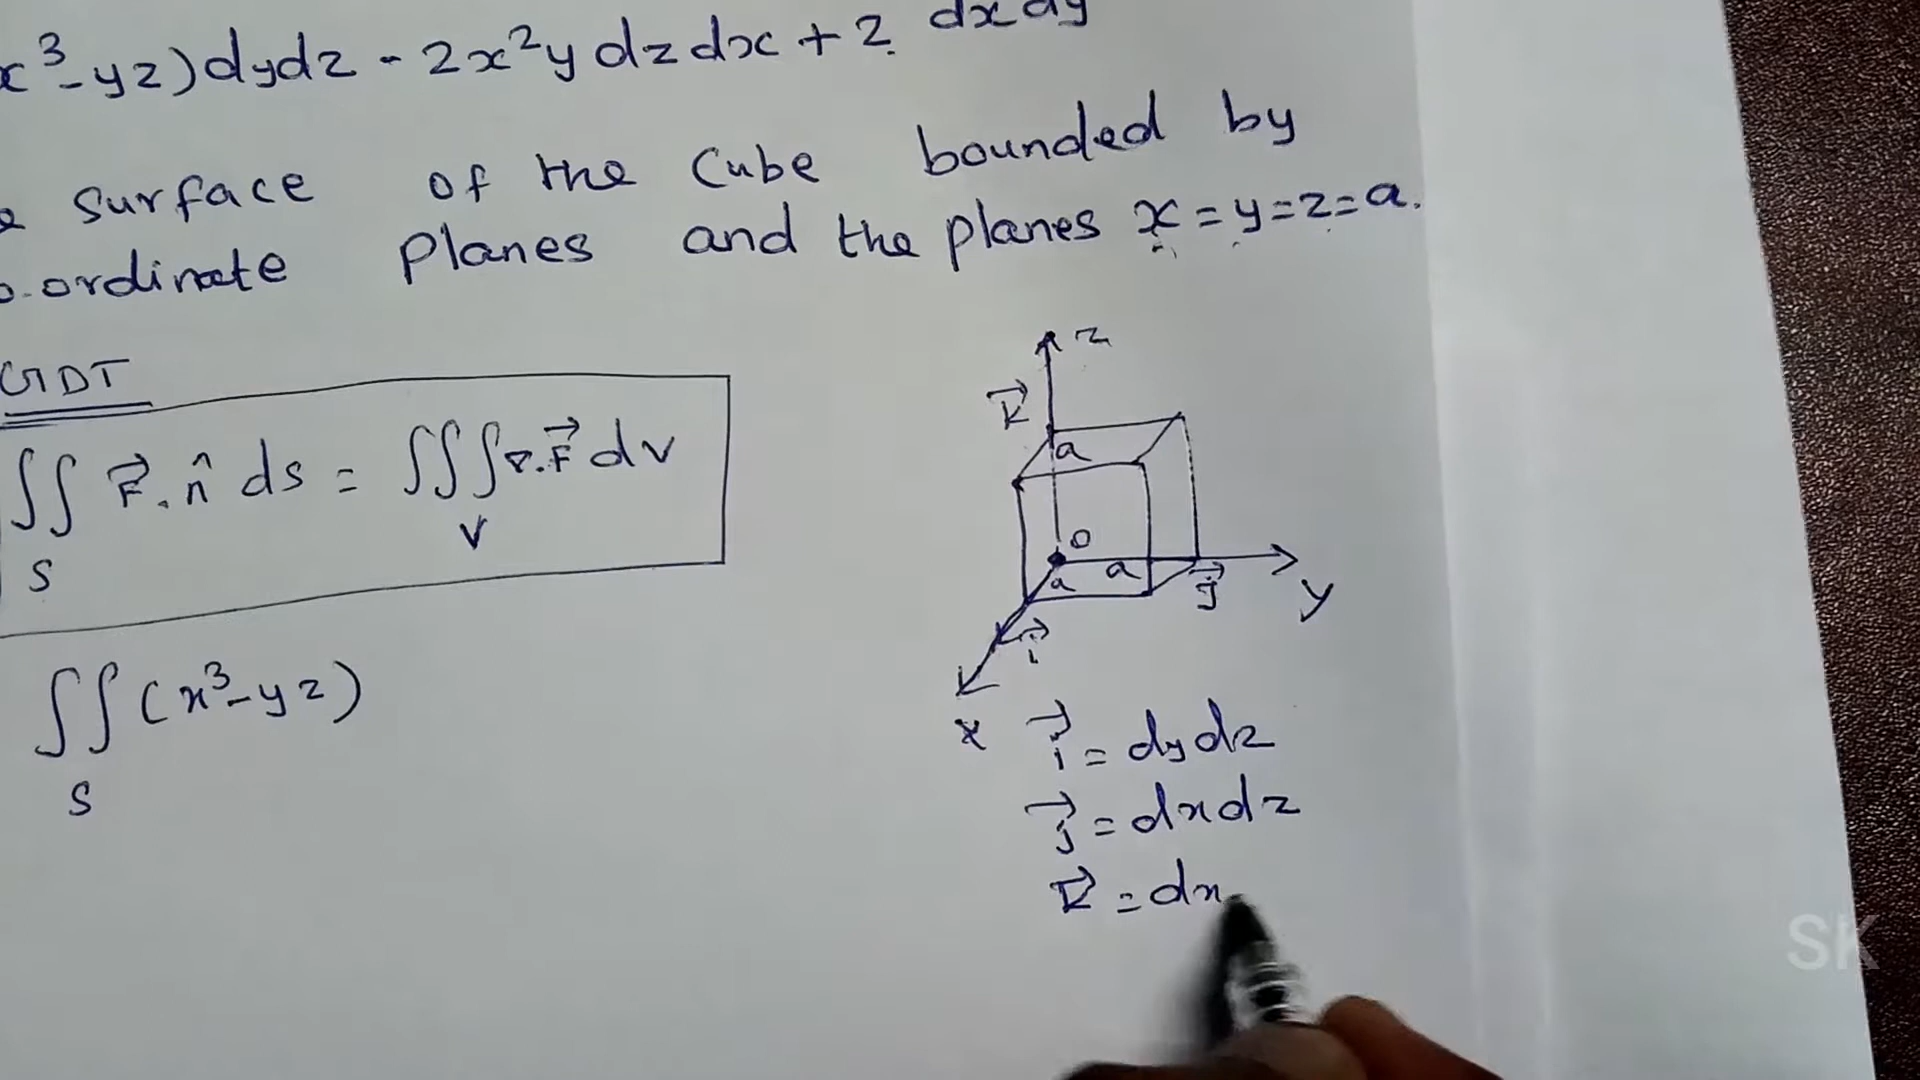 x³-yz)dydz - 2x²y dzdx + z dxdy
surface of the Cube bounded by
o-ordinate Planes and the planes x=y=z=a.
GDT
∬ F⃗.n̂ ds = ∭∇.F⃗ dv
S V
∬ (x³-yz)
S
z
k⃗
a
o
a a
j⃗
y
i⃗
x
i⃗ = dydz
j⃗ = dxdz
k⃗ = dx
SK